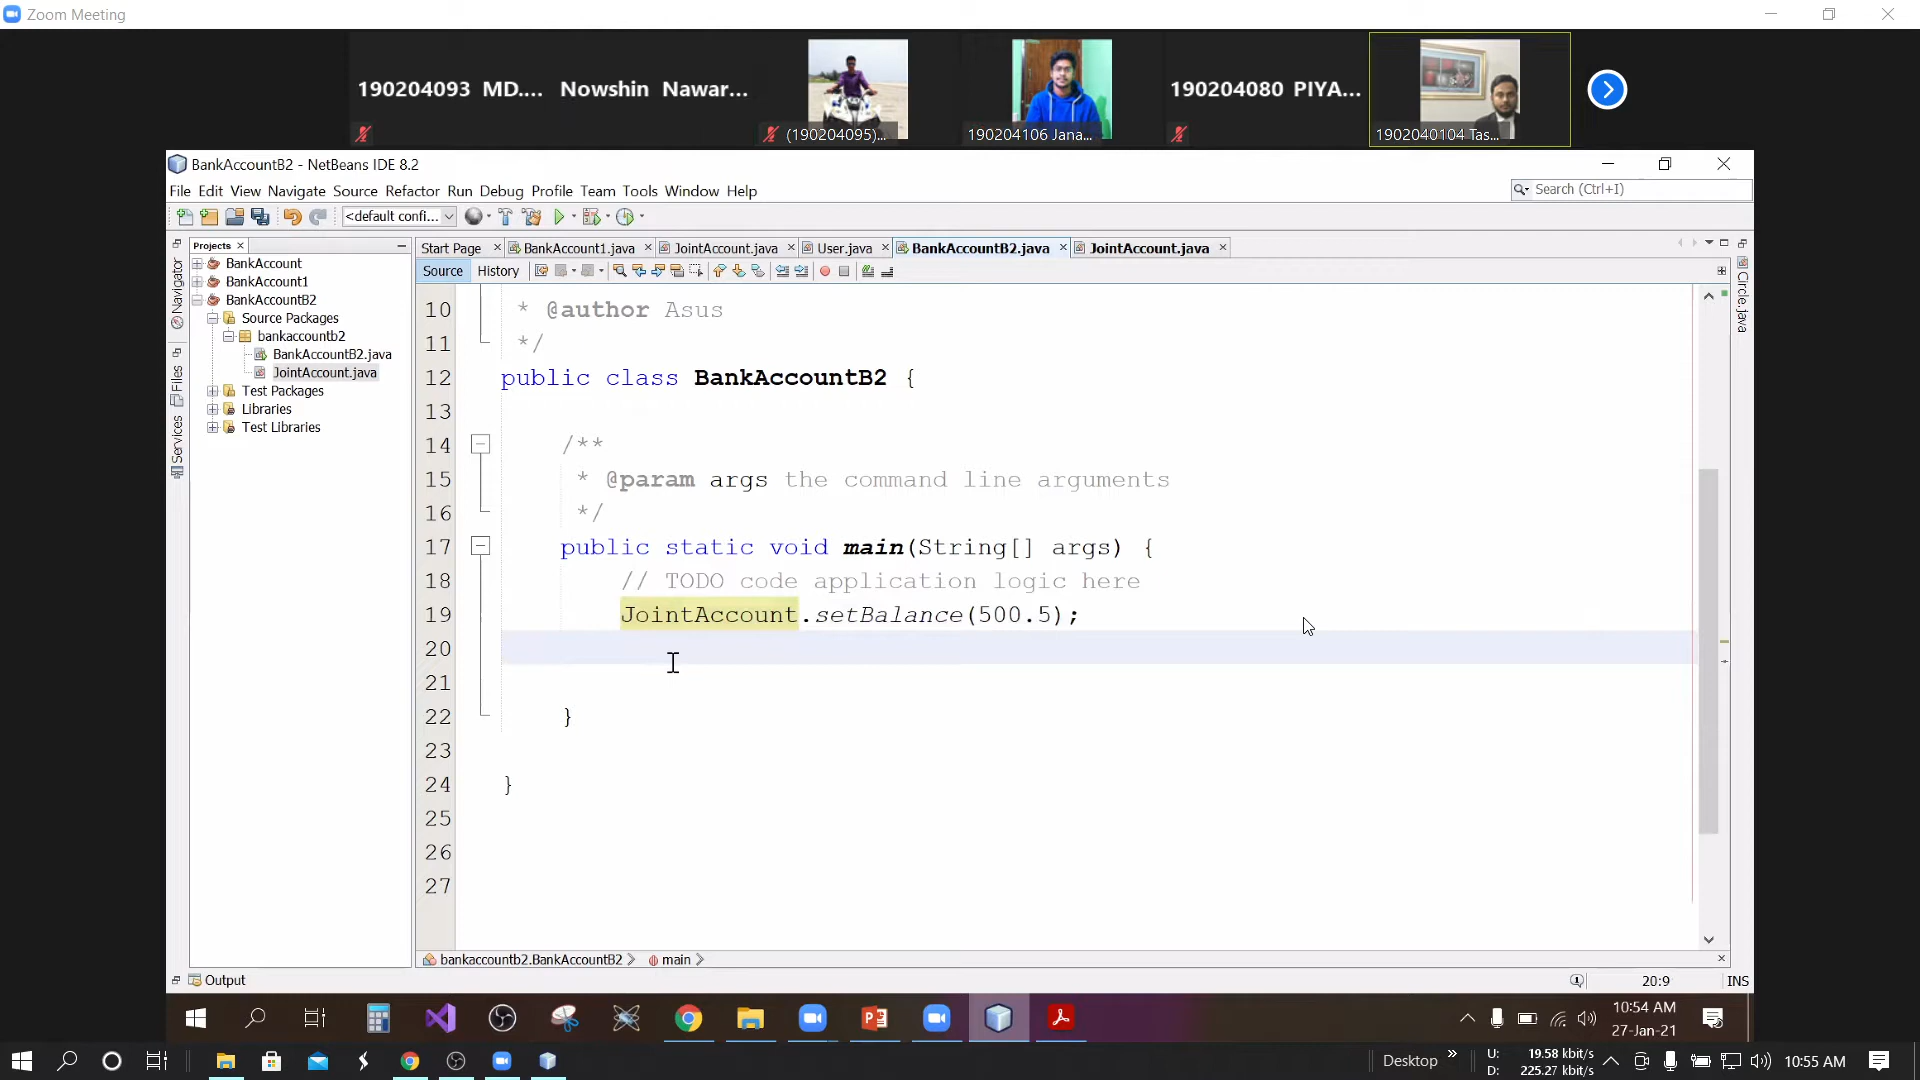 Zoom Meeting
190204093 MD....
Nowshin Nawar...
(190204095)...
190204106 Jana...
190204080 PIYA...
1902040104 Tas...
BankAccountB2 - NetBeans IDE 8.2
File Edit View Navigate Source Refactor Run Debug Profile Team Tools Window Help
Search (Ctrl+I)
<default confi...
Projects
Start Page
BankAccount1.java
JointAccount.java
User.java
BankAccountB2.java
JointAccount.java
Source History
Navigator
Files
Services
BankAccount
BankAccount1
BankAccountB2
Source Packages
bankaccountb2
BankAccountB2.java
JointAccount.java
Test Packages
Libraries
Test Libraries
Circle.java
10 * @author Asus
11 */
12 public class BankAccountB2 {
13
14 /**
15 * @param args the command line arguments
16 */
17 public static void main(String[] args) {
18 // TODO code application logic here
19 JointAccount.setBalance(500.5);
20
21
22 }
23
24 }
25
26
27
bankaccountb2.BankAccountB2
main
Output
20:9
INS
10:54 AM
27-Jan-21
Desktop
U: 19.58 kbit/s
D: 225.27 kbit/s
10:55 AM